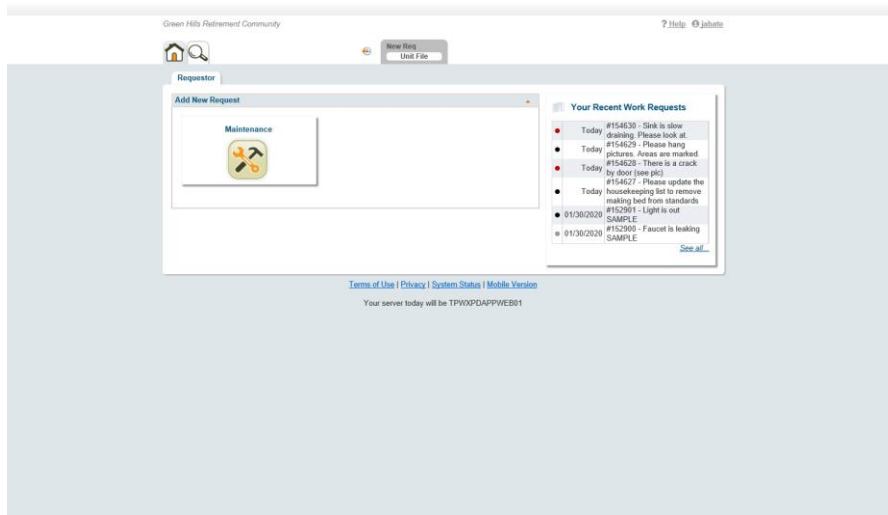 Green Hills Retirement Community
? Help jabate
New Req
Unit File
Requestor
Add New Request
Maintenance
Your Recent Work Requests
Today #154630 - Sink is slow
draining. Please look at.
Today #154629 - Please hang
pictures. Areas are marked.
Today #154628 - There is a crack
by door (see pic)
#154627 - Please update the
Today housekeeping list to remove
making bed from standards
01/30/2020 #152901 - Light is out
SAMPLE
01/30/2020 #152900 - Faucet is leaking
SAMPLE
See all...
Terms of Use | Privacy | System Status | Mobile Version
Your server today will be TPWXPDAPPWEB01